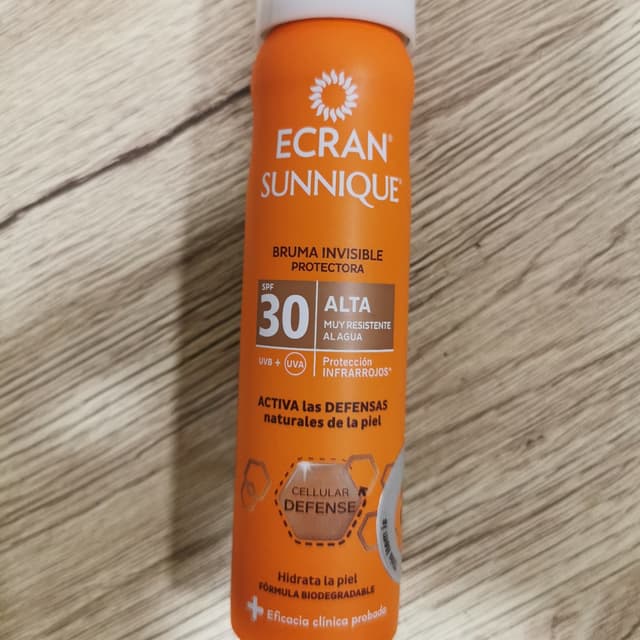 ECRAN®
SUNNIQUE®
BRUMA INVISIBLE
PROTECTORA
SPF
30
ALTA
MUY RESISTENTE
AL AGUA
UVB + UVA
Protección
INFRARROJOS*
ACTIVA las DEFENSAS
naturales de la piel
CELLULAR
DEFENSE
Hidrata la piel
FÓRMULA BIODEGRADABLE
+ Eficacia clínica probada